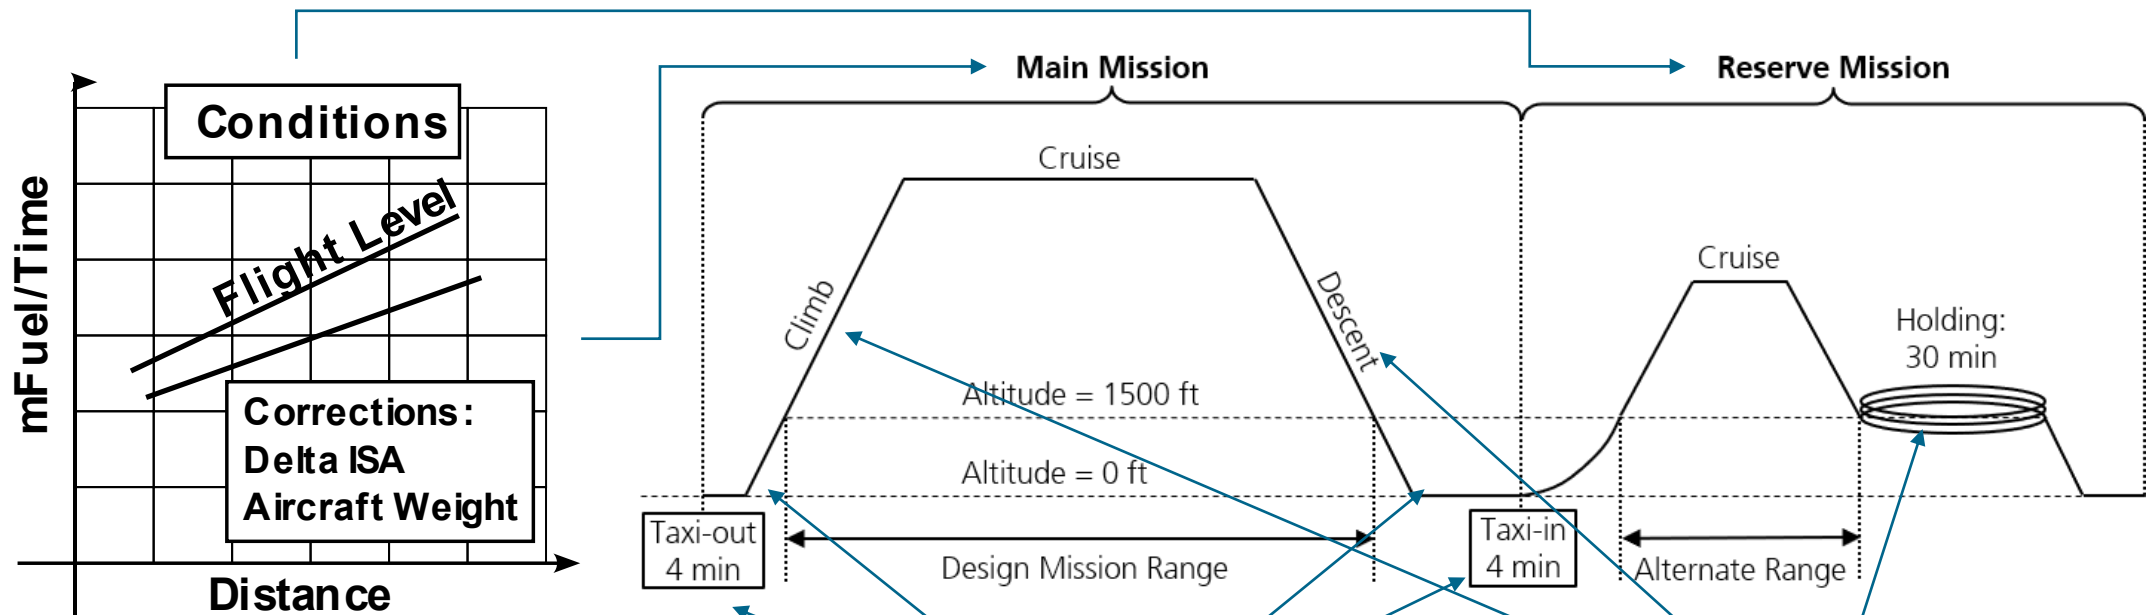 Main Mission
Reserve Mission
Conditions
Flight Level
mFuel/Time
Corrections:
Delta ISA
Aircraft Weight
Distance
Cruise
Climb
Descent
Altitude = 1500 ft
Altitude = 0 ft
Taxi-out
4 min
Design Mission Range
Taxi-in
4 min
Cruise
Holding:
30 min
Alternate Range